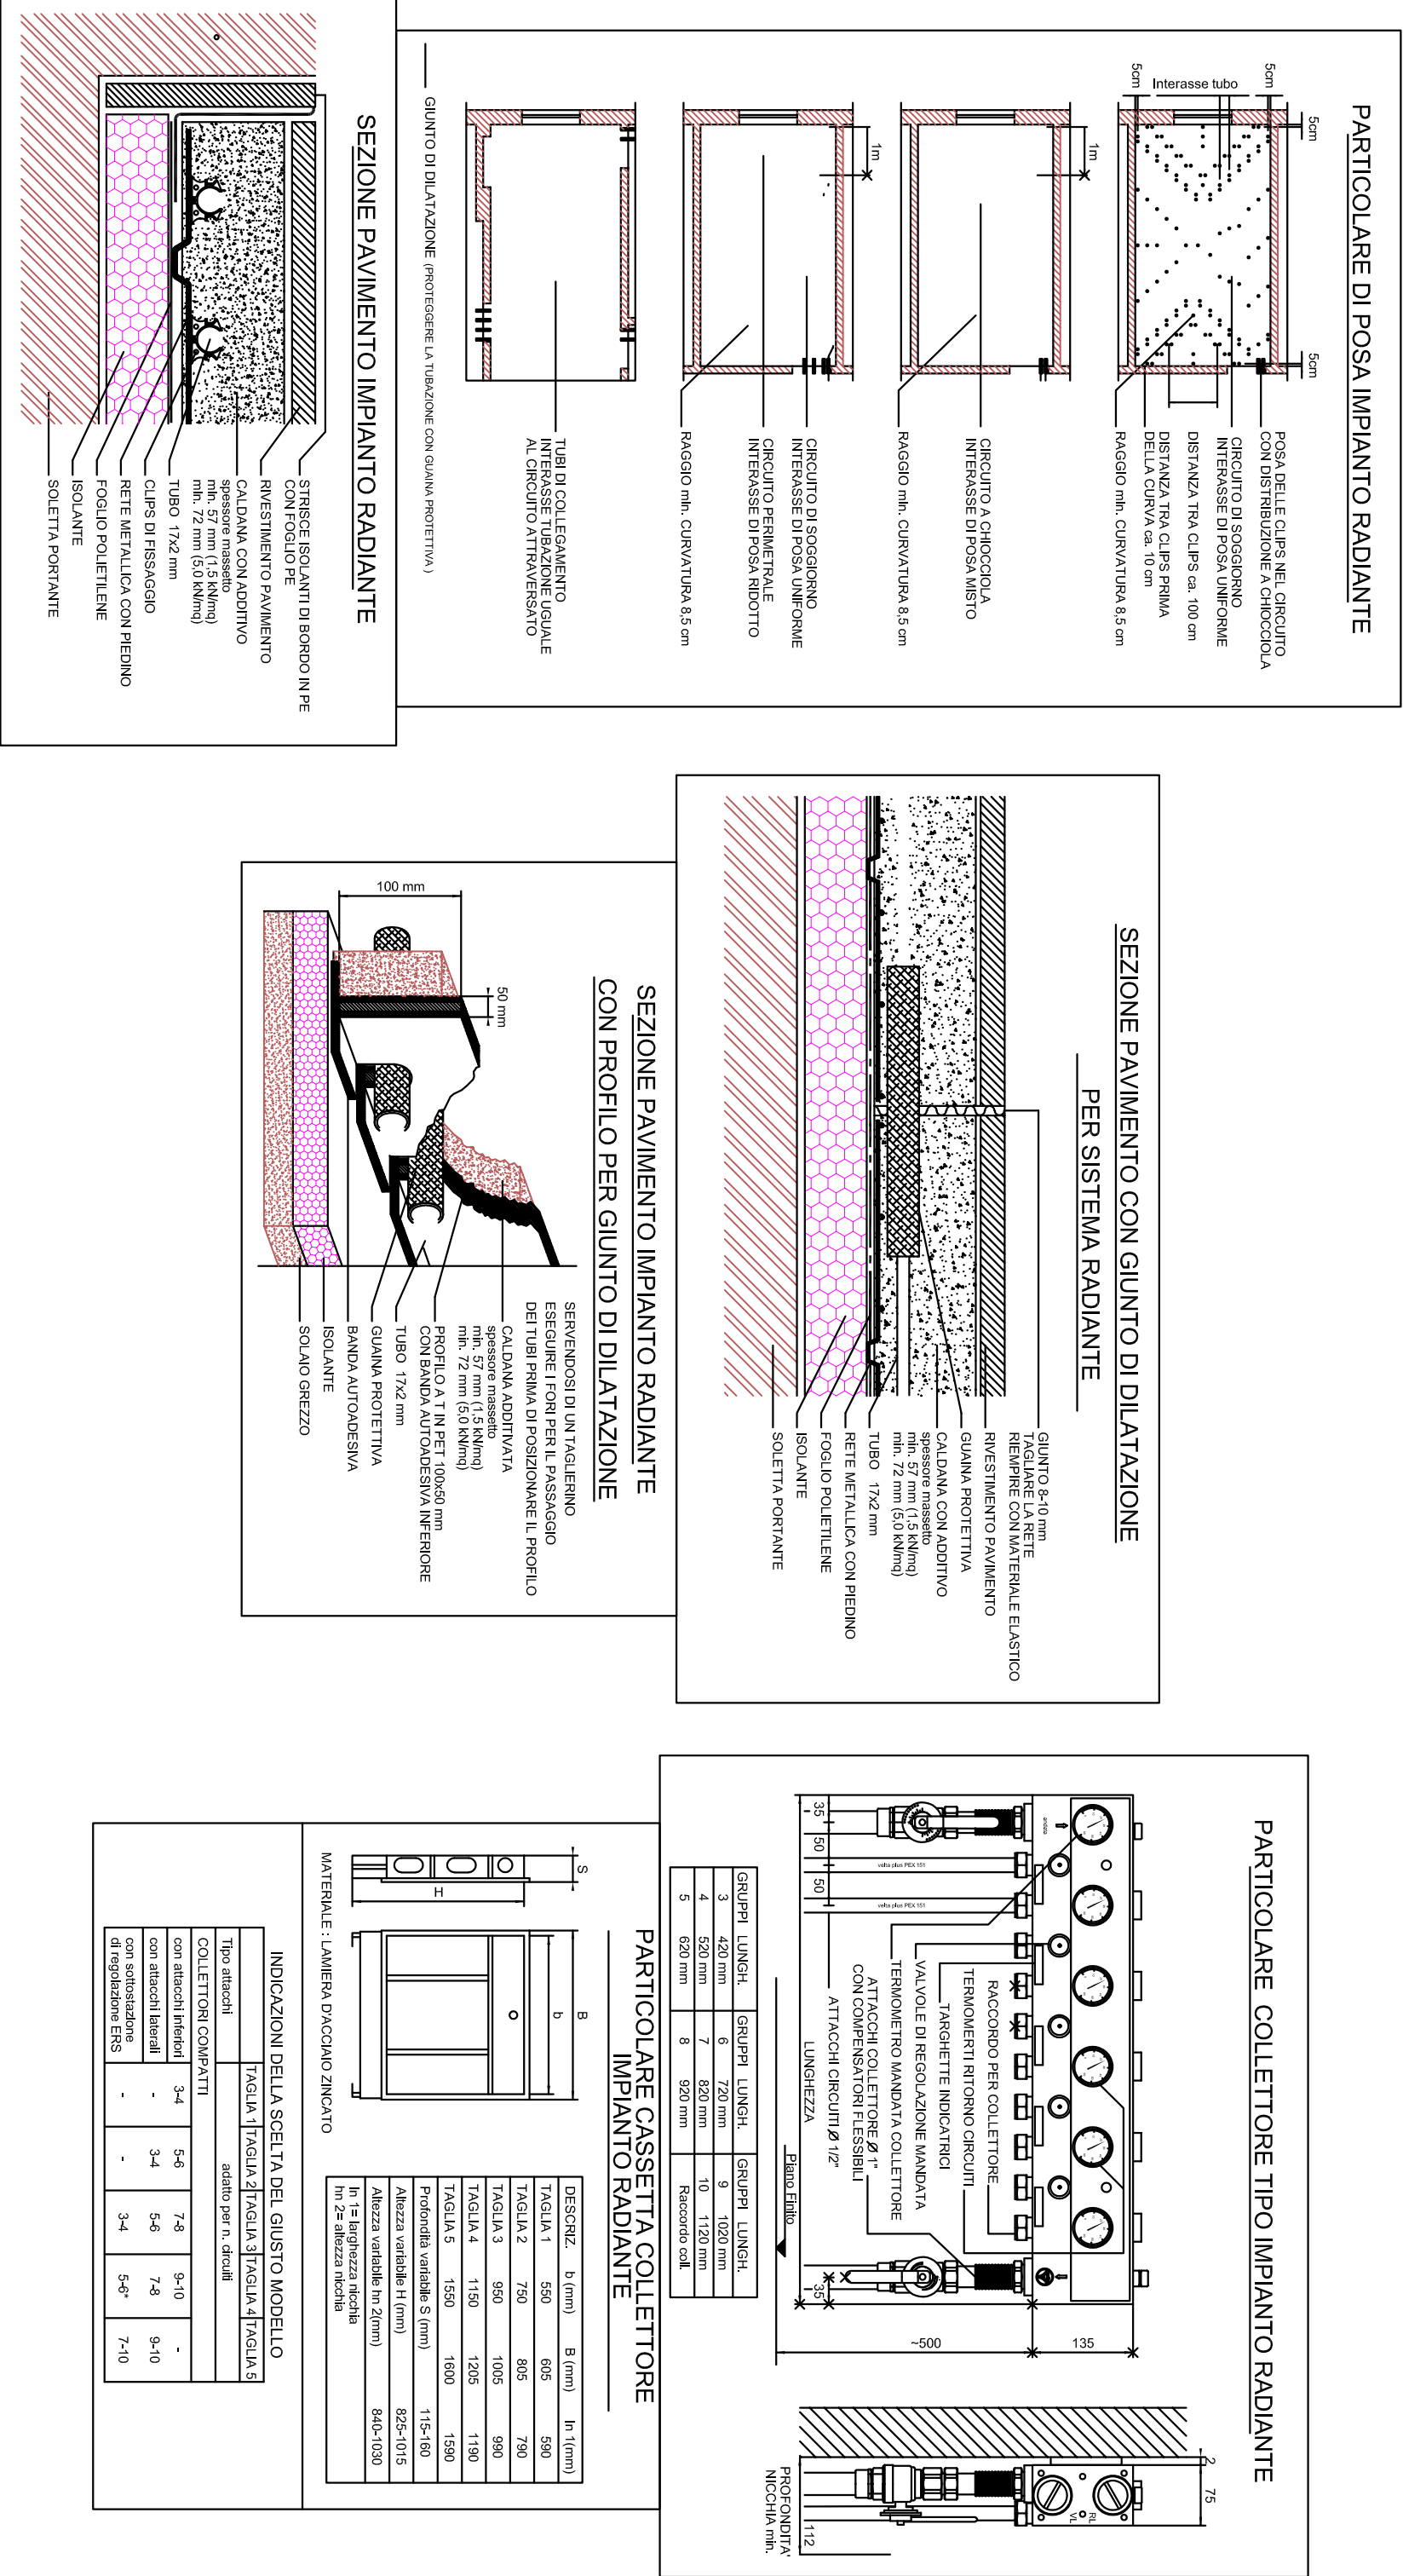 PARTICOLARE DI POSA IMPIANTO RADIANTE
5cm
Interasse tubo
5cm
5cm
5cm
POSA DELLE CLIPS NEL CIRCUITO
CON DISTRIBUZIONE A CHIOCCIOLA
CIRCUITO DI SOGGIORNO
INTERASSE DI POSA UNIFORME
DISTANZA TRA CLIPS ca. 100 cm
DISTANZA TRA CLIPS PRIMA
DELLA CURVA ca. 10 cm
RAGGIO min. CURVATURA 8,5 cm
1m
CIRCUITO A CHIOCCIOLA
INTERASSE DI POSA MISTO
RAGGIO min. CURVATURA 8,5 cm
1m
CIRCUITO DI SOGGIORNO
INTERASSE DI POSA UNIFORME
CIRCUITO PERIMETRALE
INTERASSE DI POSA RIDOTTO
RAGGIO min. CURVATURA 8,5 cm
TUBI DI COLLEGAMENTO
INTERASSE TUBAZIONE UGUALE
AL CIRCUITO ATTRAVERSATO
GIUNTO DI DILATAZIONE (PROTEGGERE LA TUBAZIONE CON GUAINA PROTETTIVA )
SEZIONE PAVIMENTO IMPIANTO RADIANTE
STRISCE ISOLANTI DI BORDO IN PE
CON FOGLIO PE
RIVESTIMENTO PAVIMENTO
CALDANA CON ADDITIVO
spessore massetto
min. 57 mm (1,5 kN/mq)
min. 72 mm (5,0 kN/mq)
TUBO 17x2 mm
CLIPS DI FISSAGGIO
RETE METALLICA CON PIEDINO
FOGLIO POLIETILENE
ISOLANTE
SOLETTA PORTANTE
SEZIONE PAVIMENTO CON GIUNTO DI DILATAZIONE
PER SISTEMA RADIANTE
GIUNTO 8-10 mm
TAGLIARE LA RETE
RIEMPIRE CON MATERIALE ELASTICO
RIVESTIMENTO PAVIMENTO
GUAINA PROTETTIVA
CALDANA CON ADDITIVO
spessore massetto
min. 57 mm (1,5 kN/mq)
min. 72 mm (5,0 kN/mq)
TUBO 17x2 mm
RETE METALLICA CON PIEDINO
FOGLIO POLIETILENE
ISOLANTE
SOLETTA PORTANTE
SEZIONE PAVIMENTO IMPIANTO RADIANTE
CON PROFILO PER GIUNTO DI DILATAZIONE
100 mm
50 mm
SERVENDOSI DI UN TAGLIERINO
ESEGUIRE I FORI PER IL PASSAGGIO
DEI TUBI PRIMA DI POSIZIONARE IL PROFILO
CALDANA ADDITIVATA
spessore massetto
min. 57 mm (1,5 kN/mq)
min. 72 mm (5,0 kN/mq)
PROFILO A T IN PET 100x50 mm
CON BANDA AUTOADESIVA INFERIORE
TUBO 17x2 mm
GUAINA PROTETTIVA
BANDA AUTOADESIVA
ISOLANTE
SOLAIO GREZZO
PARTICOLARE COLLETTORE TIPO IMPIANTO RADIANTE
andata
velta plus PEX 151
velta plus PEX 151
35
50
50
35
RACCORDO PER COLLETTORE
TERMOMERTI RITORNO CIRCUITI
TARGHETTE INDICATRICI
VALVOLE DI REGOLAZIONE MANDATA
TERMOMETRO MANDATA COLLETTORE
ATTACCHI COLLETTORE Ø 1"
CON COMPENSATORI FLESSIBILI
ATTACCHI CIRCUITI Ø 1/2"
LUNGHEZZA
Piano Finito
~500
135
2
75
RL
VL
112
PROFONDITA'
NICCHIA min.
GRUPPI LUNGH. GRUPPI LUNGH. GRUPPI LUNGH.
3 420 mm 6 720 mm 9 1020 mm
4 520 mm 7 820 mm 10 1120 mm
5 620 mm 8 920 mm Raccordo coll.
PARTICOLARE CASSETTA COLLETTORE
IMPIANTO RADIANTE
S
H
B
b
MATERIALE : LAMIERA D'ACCIAIO ZINCATO
DESCRIZ. b (mm) B (mm) ln 1(mm)
TAGLIA 1 550 605 590
TAGLIA 2 750 805 790
TAGLIA 3 950 1005 990
TAGLIA 4 1150 1205 1190
TAGLIA 5 1550 1600 1590
Profondità variabile S (mm) 115-160
Altezza variabile H (mm) 825-1015
Altezza variabile hn 2(mm) 840-1030
ln 1= larghezza nicchia
hn 2= altezza nicchia
INDICAZIONI DELLA SCELTA DEL GIUSTO MODELLO
TAGLIA 1 TAGLIA 2 TAGLIA 3 TAGLIA 4 TAGLIA 5
Tipo attacchi adatto per n. circuiti
COLLETTORI COMPATTI
con attacchi inferiori 3-4 5-6 7-8 9-10 -
con attacchi laterali - 3-4 5-6 7-8 9-10
con sottostazione
di regolazione ERS - - 3-4 5-6* 7-10